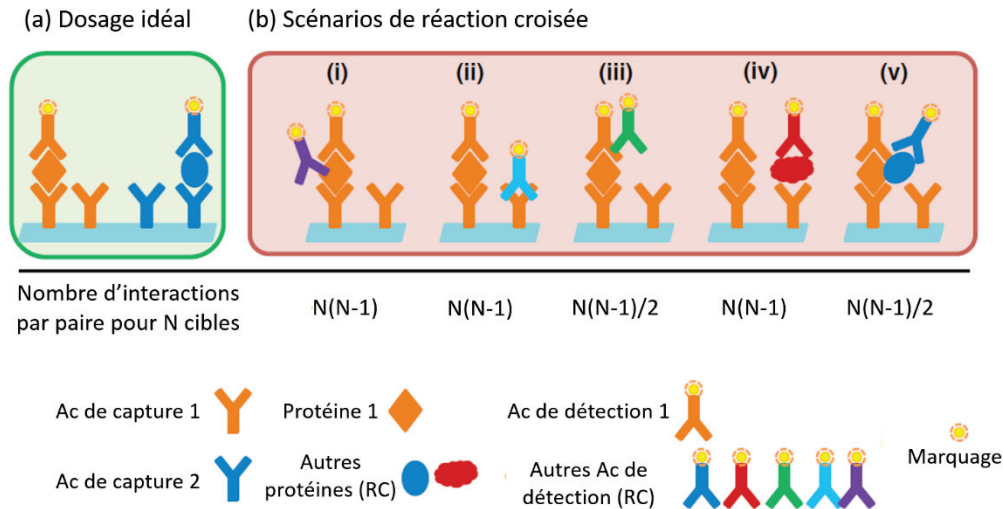 (a) Dosage idéal
(b) Scénarios de réaction croisée
(i)
(ii)
(iii)
(iv)
(v)
Nombre d’interactions
par paire pour N cibles
N(N-1)
N(N-1)
N(N-1)/2
N(N-1)
N(N-1)/2
Ac de capture 1
Protéine 1
Ac de détection 1
Marquage
Ac de capture 2
Autres
protéines (RC)
Autres Ac de
détection (RC)